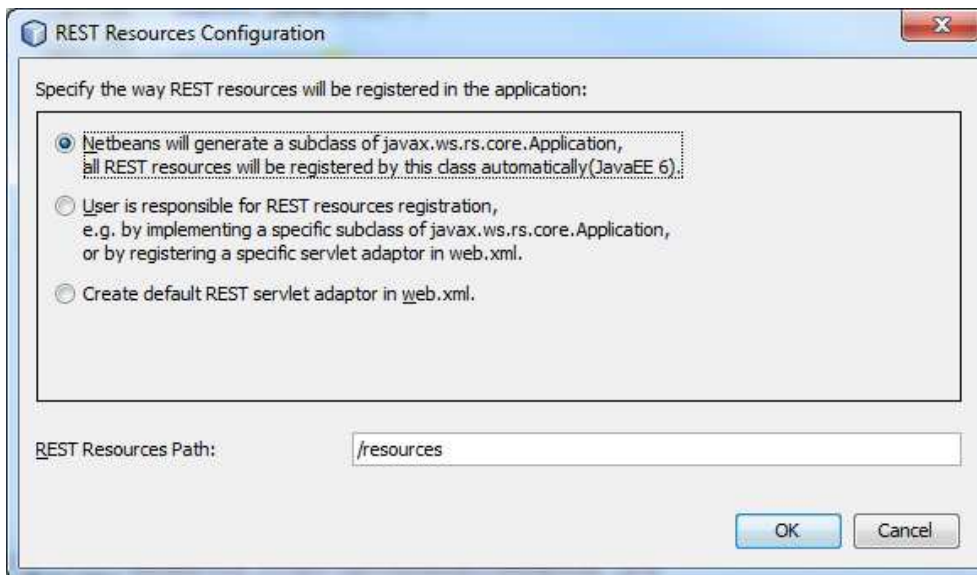 REST Resources Configuration
Specify the way REST resources will be registered in the application:
Netbeans will generate a subclass of javax.ws.rs.core.Application,
all REST resources will be registered by this class automatically(JavaEE 6).
User is responsible for REST resources registration,
e.g. by implementing a specific subclass of javax.ws.rs.core.Application,
or by registering a specific servlet adaptor in web.xml.
Create default REST servlet adaptor in web.xml.
REST Resources Path:
/resources
OK
Cancel